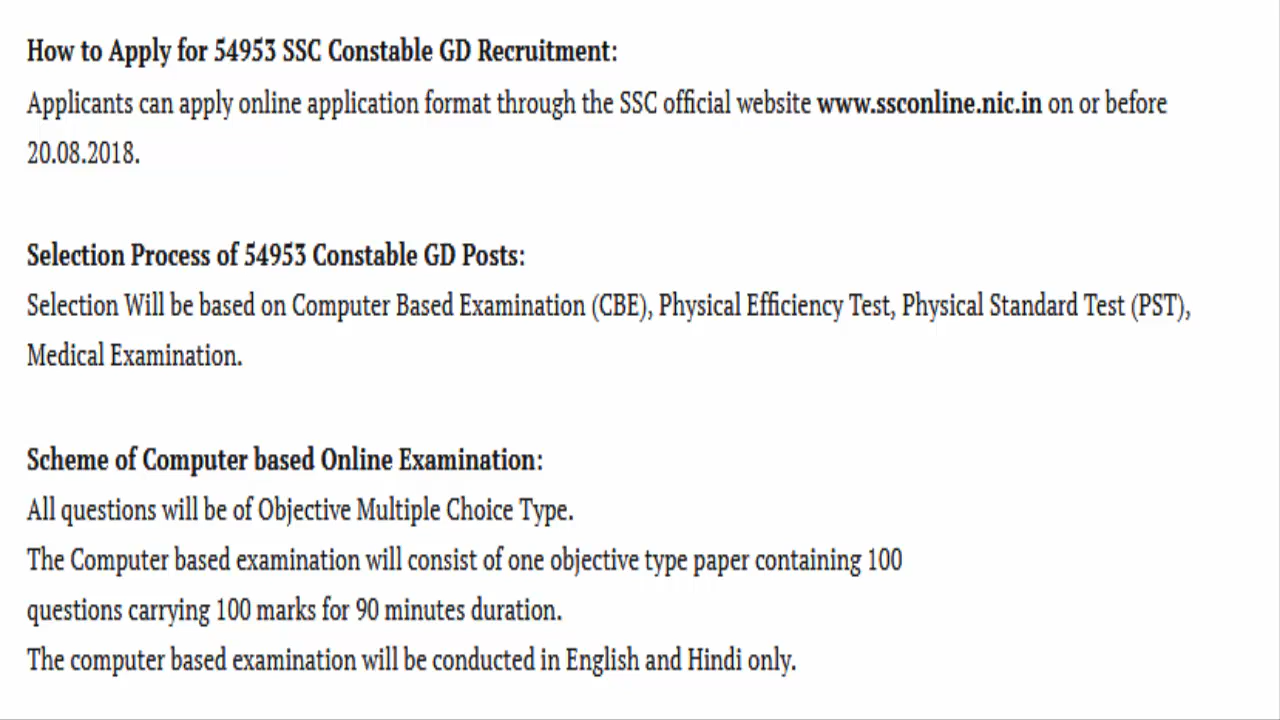 How to Apply for 54953 SSC Constable GD Recruitment:
Applicants can apply online application format through the SSC official website www.ssconline.nic.in on or before
20.08.2018.
Selection Process of 54953 Constable GD Posts:
Selection Will be based on Computer Based Examination (CBE), Physical Efficiency Test, Physical Standard Test (PST),
Medical Examination.
Scheme of Computer based Online Examination:
All questions will be of Objective Multiple Choice Type.
The Computer based examination will consist of one objective type paper containing 100
questions carrying 100 marks for 90 minutes duration.
The computer based examination will be conducted in English and Hindi only.